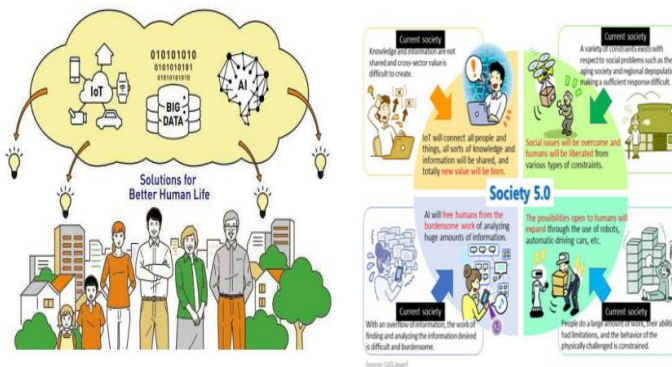 010101010
0101010101
01010101010
IoT
BIG
DATA
AI
Solutions for
Better Human Life
Current society
Knowledge and information are not
shared and cross-sector value is
difficult to create.
IoT will connect all people and
things, all sorts of knowledge and
information will be shared, and
totally new value will be born.
Current society
A variety of constraints exists with
respect to social problems such as the
aging society and regional depopulation,
making a sufficient response difficult.
Social issues will be overcome and
humans will be liberated from
various types of constraints.
Society 5.0
AI will free humans from the
burdensome work of analyzing
huge amounts of information.
Current society
With an overflow of information, the work of
finding and analyzing the information desired
is difficult and burdensome.
The possibilities open to humans will
expand through the use of robots,
automatic-driving cars, etc.
Current society
People do a large amount of work, their abilities
had limitations, and the behavior of the
physically challenged is constrained.